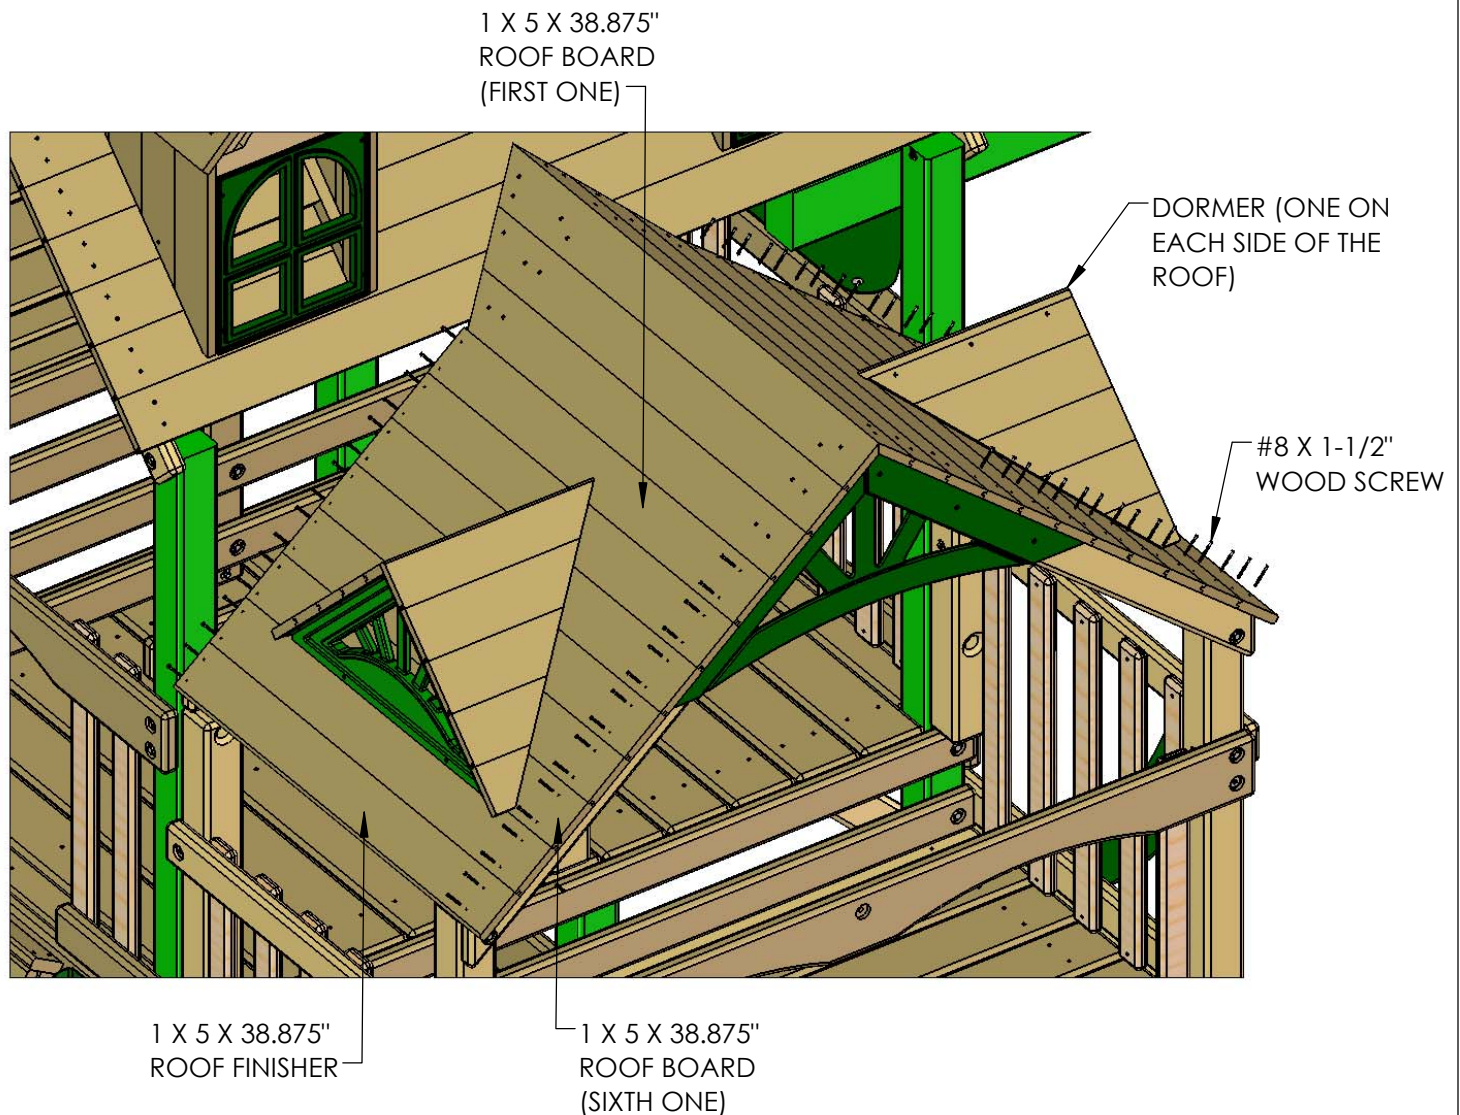 1 X 5 X 38.875"
ROOF BOARD
(FIRST ONE)
DORMER (ONE ON
EACH SIDE OF THE
ROOF)
#8 X 1-1/2"
WOOD SCREW
1 X 5 X 38.875"
ROOF FINISHER
1 X 5 X 38.875"
ROOF BOARD
(SIXTH ONE)